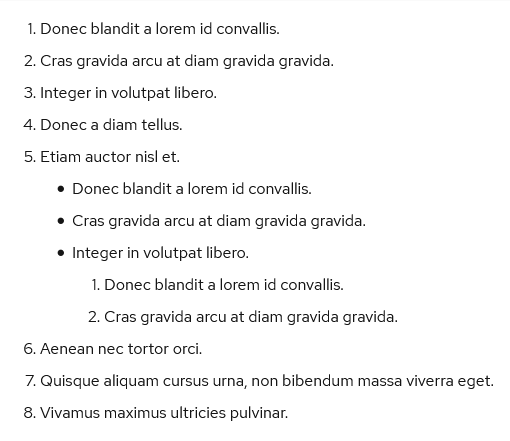 1. Donec blandit a lorem id convallis.
2. Cras gravida arcu at diam gravida gravida.
3. Integer in volutpat libero.
4. Donec a diam tellus.
5. Etiam auctor nisl et.
• Donec blandit a lorem id convallis.
• Cras gravida arcu at diam gravida gravida.
• Integer in volutpat libero.
1. Donec blandit a lorem id convallis.
2. Cras gravida arcu at diam gravida gravida.
6. Aenean nec tortor orci.
7. Quisque aliquam cursus urna, non bibendum massa viverra eget.
8. Vivamus maximus ultricies pulvinar.